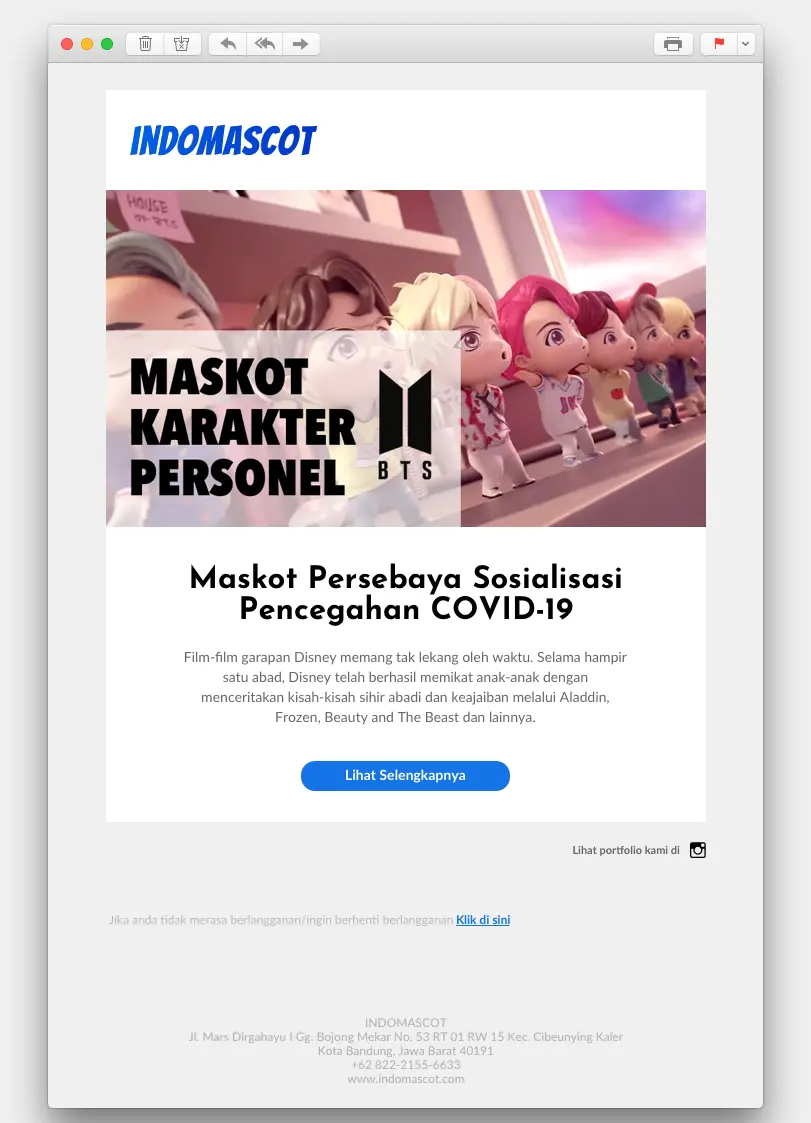 INDOMASCOT
HOUSE
MASKOT
KARAKTER
PERSONEL
BTS
Maskot Persebaya Sosialisasi
Pencegahan COVID-19
Film-film garapan Disney memang tak lekang oleh waktu. Selama hampir
satu abad, Disney telah berhasil memikat anak-anak dengan
menceritakan kisah-kisah sihir abadi dan keajaiban melalui Aladdin,
Frozen, Beauty and The Beast dan lainnya.
Lihat Selengkapnya
Lihat portfolio kami di
Jika anda tidak merasa berlangganan/ingin berhenti berlangganan Klik di sini
INDOMASCOT
Jl. Mars Dirgahayu I Gg. Bojong Mekar No. 53 RT 01 RW 15 Kec. Cibeunying Kaler
Kota Bandung, Jawa Barat 40191
+62 822-2155-6633
www.indomascot.com